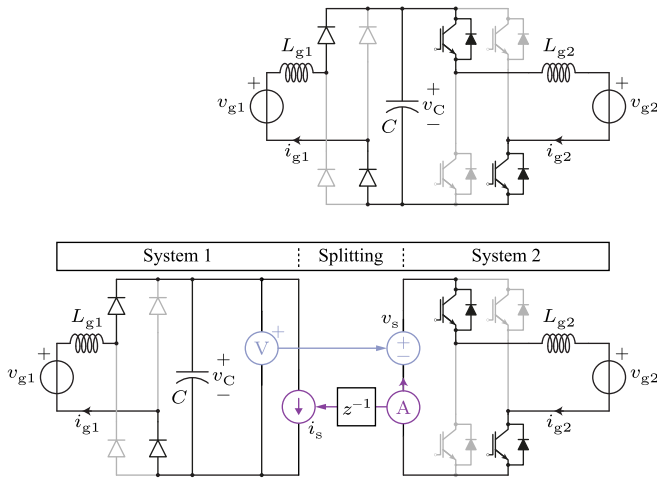 L_g1
L_g2
+
+
v_g1
C
+
v_C
−
v_g2
i_g1
i_g2
System 1
Splitting
System 2
L_g1
v_s
L_g2
+
V
+
+
−
+
v_g1
C
+
v_C
−
v_g2
i_g1
i_s
z⁻¹
A
i_g2